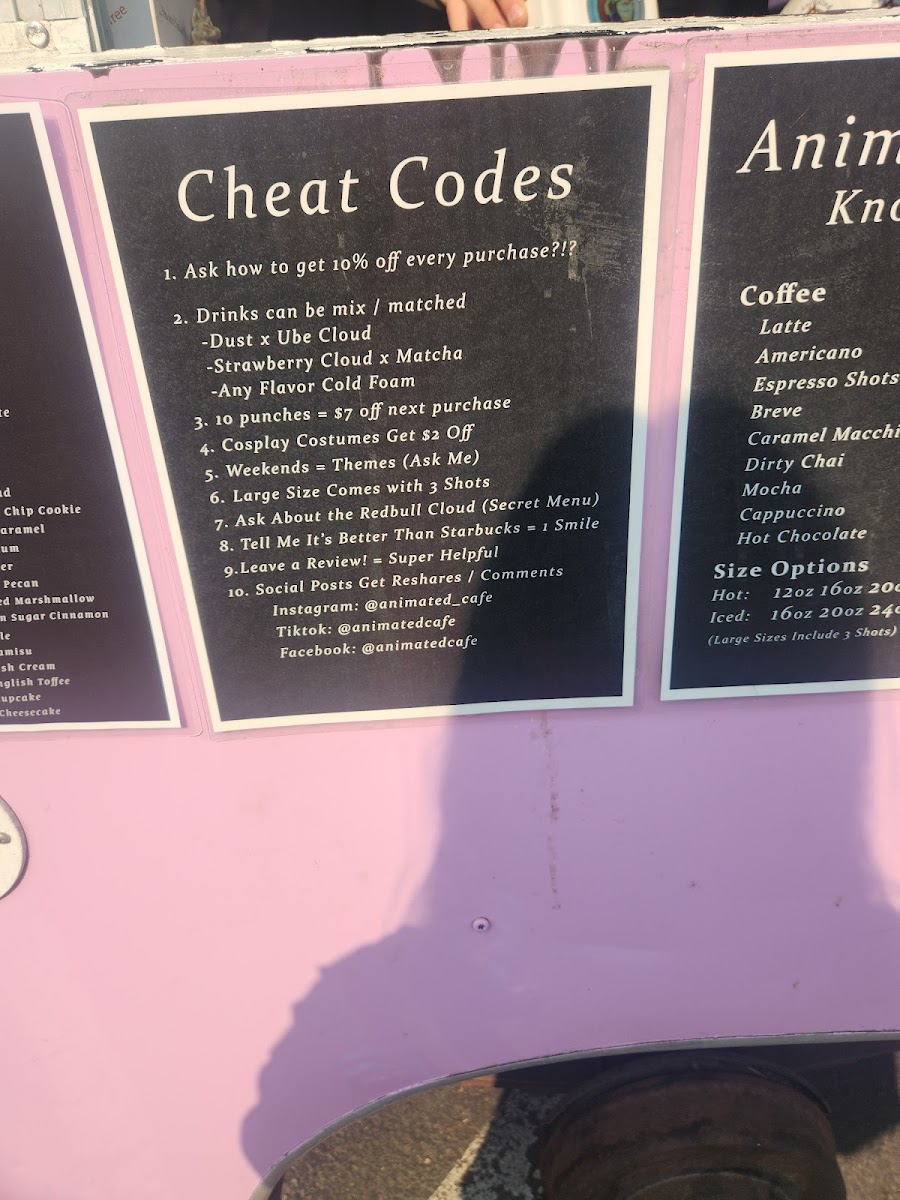 Chip Cookie
Pecan
Marshmallow
Sugar Cinnamon
Cream
Toffee
Cheesecake
Cheat Codes
1. Ask how to get 10% off every purchase?!?
2. Drinks can be mix / matched
-Dust x Ube Cloud
-Strawberry Cloud x Matcha
-Any Flavor Cold Foam
3. 10 punches = $7 off next purchase
4. Cosplay Costumes Get $2 Off
5. Weekends = Themes (Ask Me)
6. Large Size Comes with 3 Shots
7. Ask About the Redbull Cloud (Secret Menu)
8. Tell Me It's Better Than Starbucks = 1 Smile
9.Leave a Review! = Super Helpful
10. Social Posts Get Reshares / Comments
Instagram: @animated_cafe
Tiktok: @animatedcafe
Facebook: @animatedcafe
Anim
Kno
Coffee
Latte
Americano
Espresso Shots
Breve
Caramel Macchi
Dirty Chai
Mocha
Cappuccino
Hot Chocolate
Size Options
Hot: 12oz 16oz 20o
Iced: 16oz 20oz 24o
(Large Sizes Include 3 Shots)